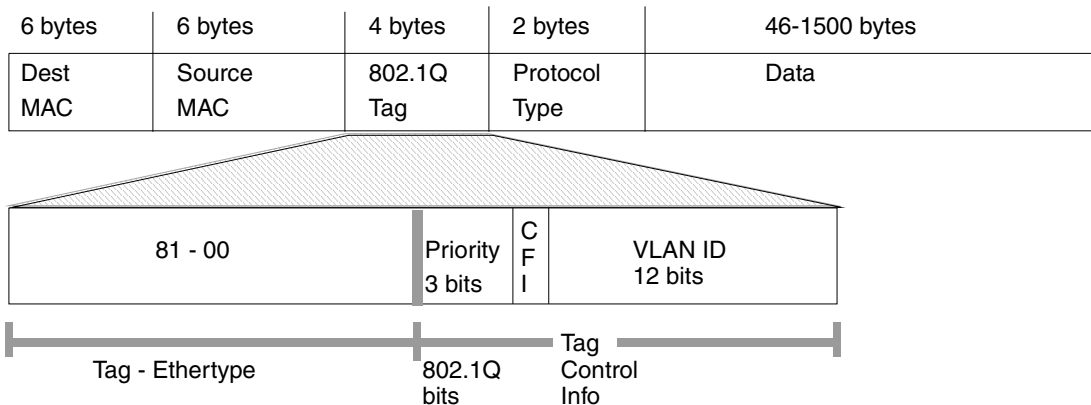 6 bytes 6 bytes 4 bytes 2 bytes 46-1500 bytes
Dest Source 802.1Q Protocol Data
MAC MAC Tag Type
81 - 00
Priority
3 bits
C
F
I
VLAN ID
12 bits
Tag - Ethertype
802.1Q
bits
Tag
Control
Info